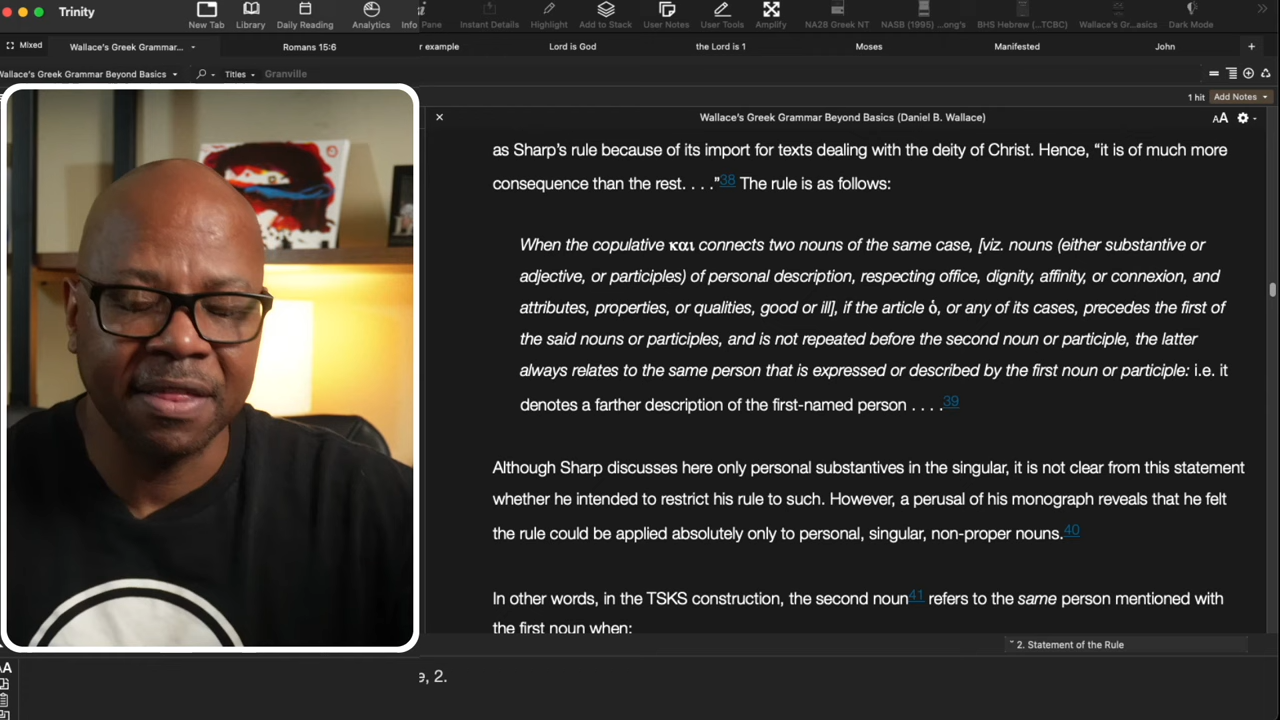 Trinity
New Tab
Library
Daily Reading
Analytics
Info
Pane
Instant Details
Highlight
Add to Stack
User Notes
User Tools
Amplify
NA28 Greek NT
NASB (1995) ...ong's)
BHS Hebrew (...TCBC)
Wallace's Gr...asics
Dark Mode
Mixed
Wallace's Greek Grammar...
Romans 15:6
r example
Lord is God
the Lord is 1
Moses
Manifested
John
Wallace's Greek Grammar Beyond Basics
Titles
Granville
1 hit
Add Notes
Wallace's Greek Grammar Beyond Basics (Daniel B. Wallace)
AA
as Sharp's rule because of its import for texts dealing with the deity of Christ. Hence, “it is of much more
consequence than the rest. . . .”38 The rule is as follows:
When the copulative και connects two nouns of the same case, [viz. nouns (either substantive or
adjective, or participles) of personal description, respecting office, dignity, affinity, or connexion, and
attributes, properties, or qualities, good or ill], if the article ὁ, or any of its cases, precedes the first of
the said nouns or participles, and is not repeated before the second noun or participle, the latter
always relates to the same person that is expressed or described by the first noun or participle: i.e. it
denotes a farther description of the first-named person . . . .39
Although Sharp discusses here only personal substantives in the singular, it is not clear from this statement
whether he intended to restrict his rule to such. However, a perusal of his monograph reveals that he felt
the rule could be applied absolutely only to personal, singular, non-proper nouns.40
In other words, in the TSKS construction, the second noun41 refers to the same person mentioned with
the first noun when:
2. Statement of the Rule
AA
e, 2.